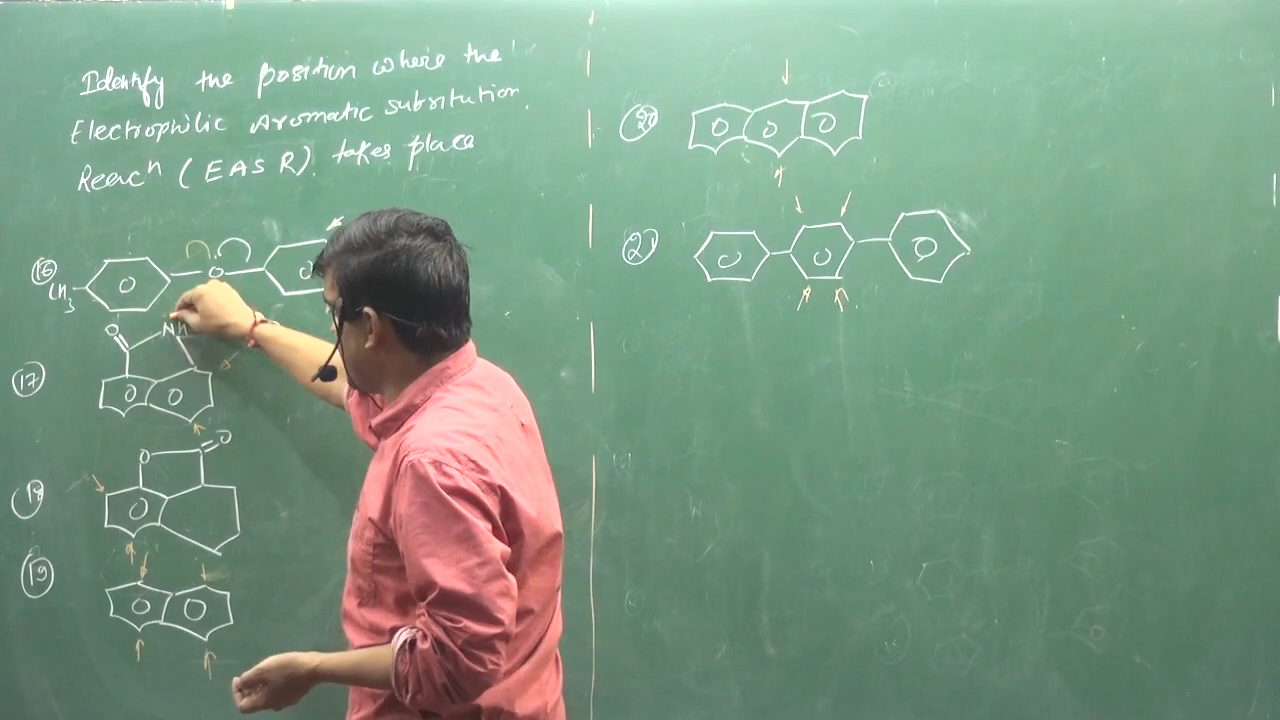 Identify the position where the
Electrophilic Aromatic substitution
Reacn (EASR). takes place
16
CH3
O
O
O
17
O
NH
O
O
18
O
O
O
19
O
O
20
O
O
O
21
O
O
O